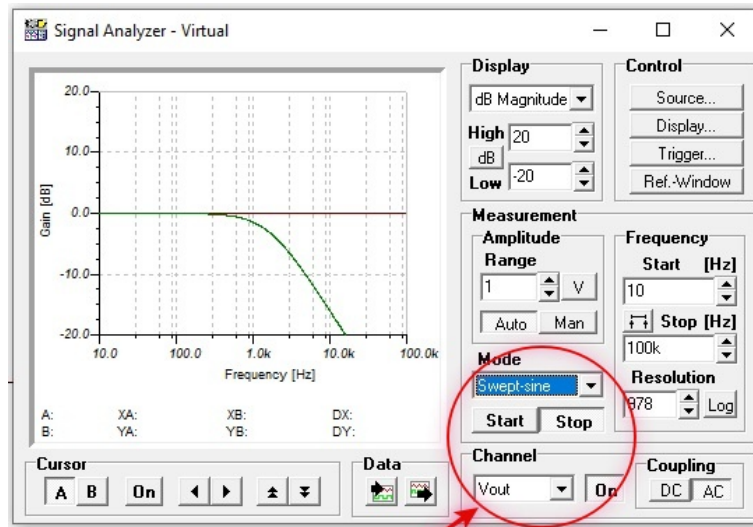 Signal Analyzer - Virtual
20.0
10.0
0.0
-10.0
-20.0
Gain [dB]
10.0 100.0 1.0k 10.0k 100.0k
Frequency [Hz]
A: XA: XB: DX:
B: YA: YB: DY:
Cursor
A B On
Data
Display
dB Magnitude
High 20
dB
Low -20
Control
Source...
Display...
Trigger...
Ref.-Window
Measurement
Amplitude
Range
1 V
Auto Man
Mode
Swept-sine
Start Stop
Frequency
Start [Hz]
10
Stop [Hz]
100k
Resolution
978 Log
Channel
Vout On
Coupling
DC AC